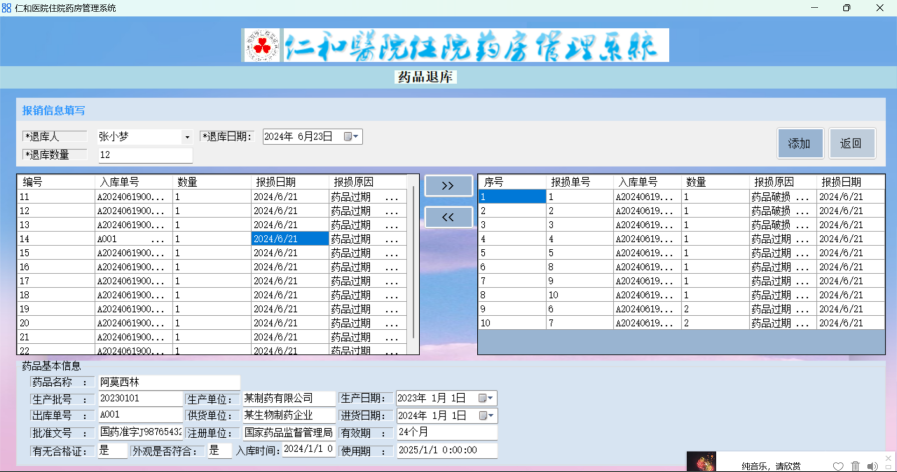 仁和医院住院药房管理系统
仁和醫院住院药房管理系統
药品退库
报销信息填写
*退库人 张小梦 *退库日期: 2024年 6月23日 添加 返回
*退库数量 12
编号 入库单号 数量 报损日期 报损原因
11 A2024061900... 1 2024/6/21 药品过期 ...
12 A2024061900... 1 2024/6/21 药品过期 ...
13 A2024061900... 1 2024/6/21 药品过期 ...
14 A001 ... 1 2024/6/21 药品过期 ...
15 A2024061900... 1 2024/6/21 药品过期 ...
16 A2024061900... 1 2024/6/21 药品过期 ...
17 A2024061900... 1 2024/6/21 药品过期 ...
18 A2024061900... 1 2024/6/21 药品过期 ...
19 A2024061900... 1 2024/6/21 药品过期 ...
20 A2024061900... 1 2024/6/21 药品过期 ...
21 A2024061900... 1 2024/6/21 药品过期 ...
22 A2024061900... 1 2024/6/21 药品过期 ...
>>
<<
序号 报损单号 入库单号 数量 报损原因 报损日期
1 1 A20240619... 1 药品破损 ... 2024/6/21
2 2 A20240619... 1 药品破损 ... 2024/6/21
3 3 A20240619... 1 药品破损 ... 2024/6/21
4 4 A20240619... 1 药品过期 ... 2024/6/21
5 5 A20240619... 1 药品过期 ... 2024/6/21
6 8 A20240619... 1 药品过期 ... 2024/6/21
7 9 A20240619... 1 药品过期 ... 2024/6/21
8 10 A20240619... 1 药品过期 ... 2024/6/21
9 6 A20240619... 2 药品过期 ... 2024/6/21
10 7 A20240619... 2 药品过期 ... 2024/6/21
药品基本信息
药品名称 : 阿莫西林
生产批号 : 20230101 生产单位: 某制药有限公司 生产日期: 2023年 1月 1日
出库单号 : A001 供货单位: 某生物制药企业 进货日期: 2024年 1月 1日
批准文号 : 国药准字J98765432 注册单位: 国家药品监督管理局 有效期 : 24个月
有无合格证: 是 外观是否符合: 是 入库时间: 2024/1/1 0 使用期 : 2025/1/1 0:00:00
纯音乐，请欣赏